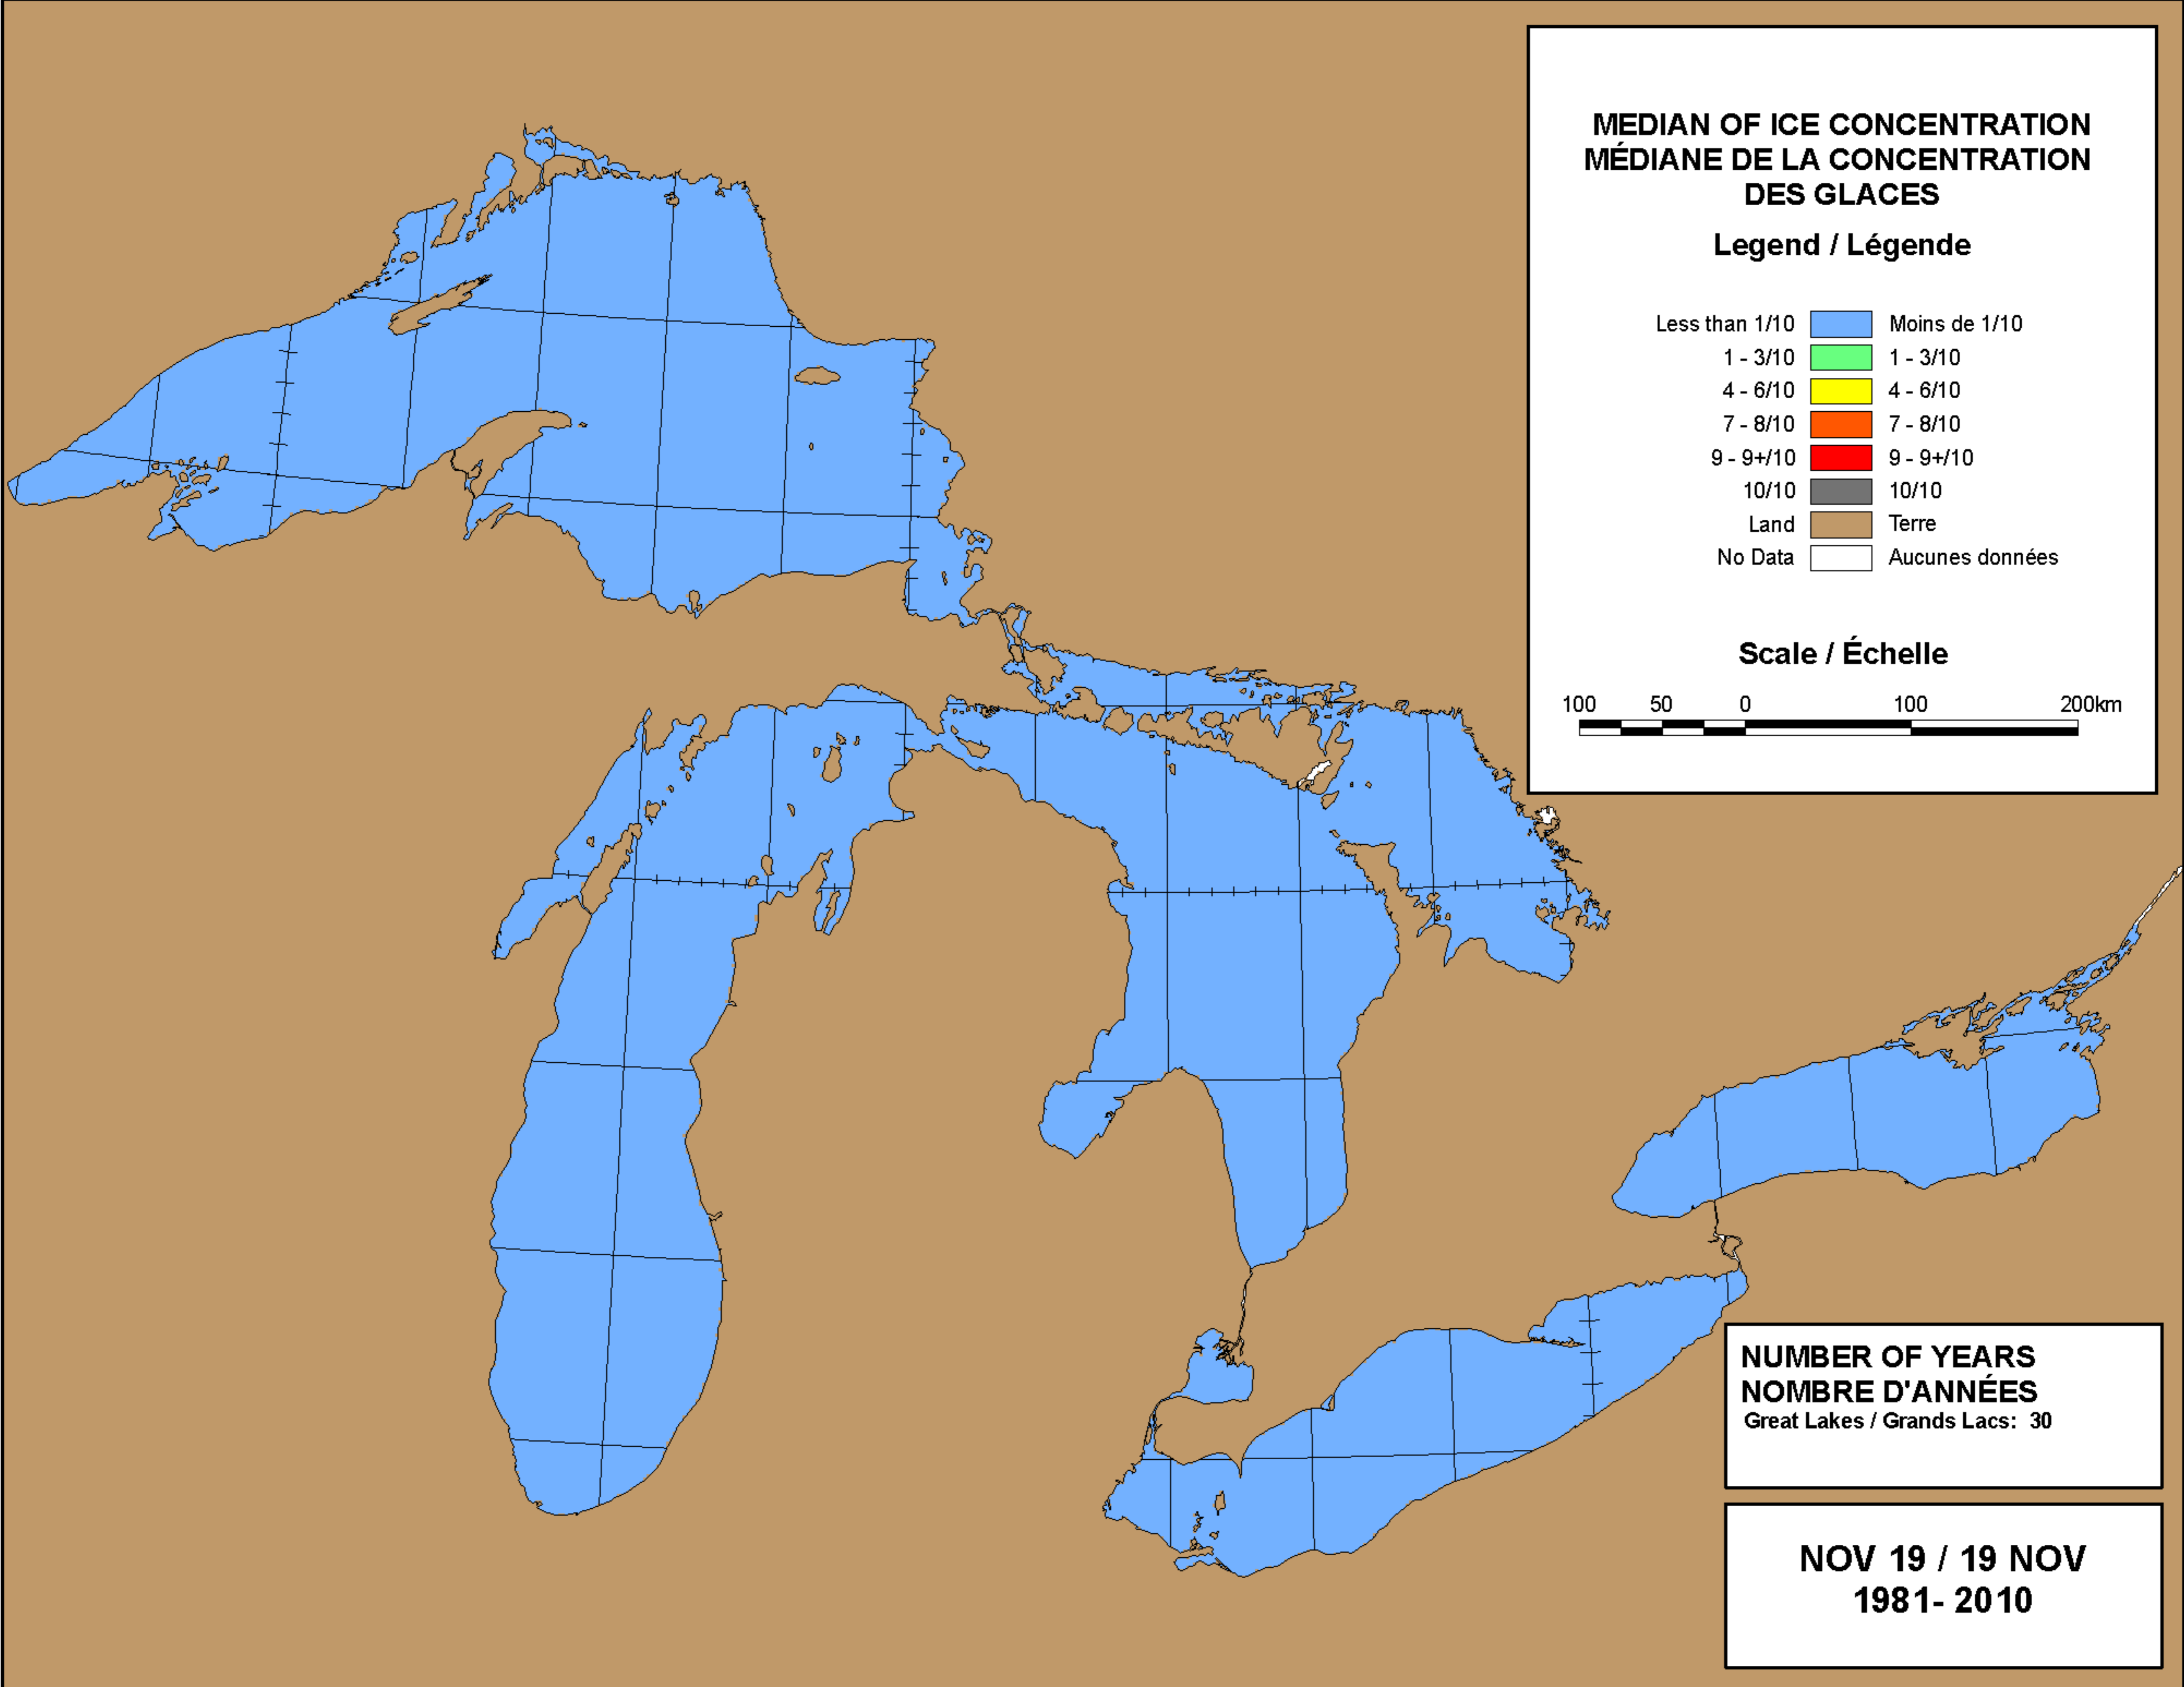 MEDIAN OF ICE CONCENTRATION
MÉDIANE DE LA CONCENTRATION
DES GLACES
Legend / Légende
Less than 1/10 Moins de 1/10
1 - 3/10 1 - 3/10
4 - 6/10 4 - 6/10
7 - 8/10 7 - 8/10
9 - 9+/10 9 - 9+/10
10/10 10/10
Land Terre
No Data Aucunes données
Scale / Échelle
100 50 0 100 200km
NUMBER OF YEARS
NOMBRE D'ANNÉES
Great Lakes / Grands Lacs: 30
NOV 19 / 19 NOV
1981- 2010